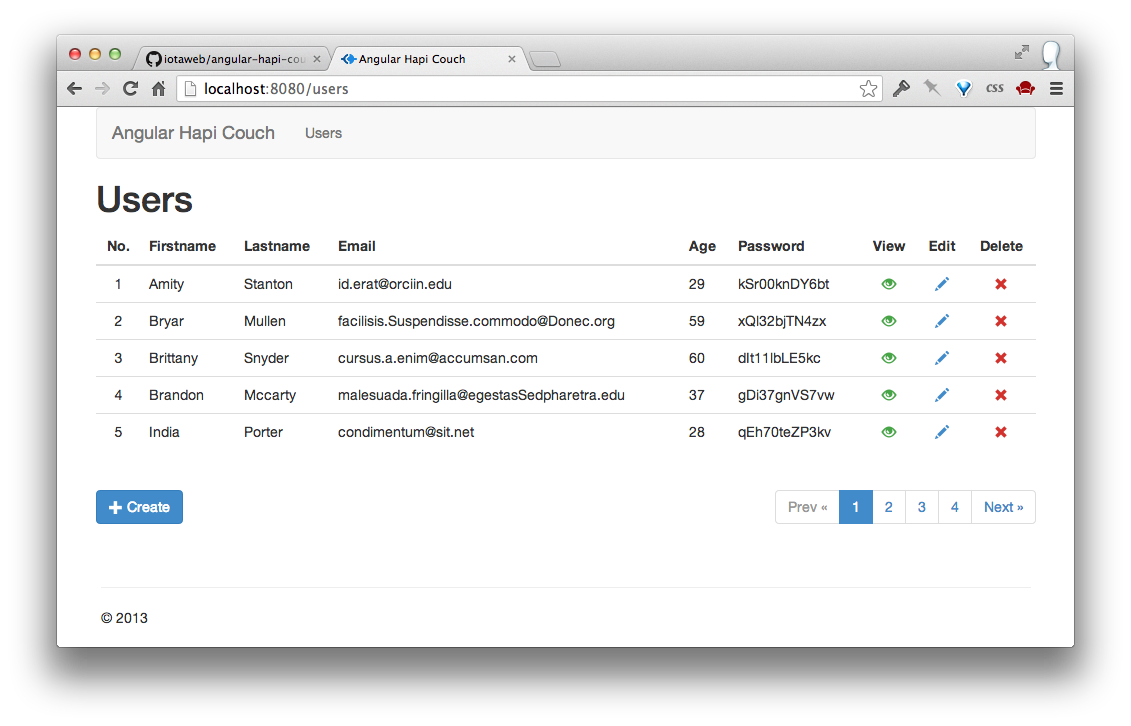 iotaweb/angular-hapi-cou
Angular Hapi Couch
localhost:8080/users
CSS
Angular Hapi Couch Users
Users
No. Firstname Lastname Email Age Password View Edit Delete
1 Amity Stanton id.erat@orciin.edu 29 kSr00knDY6bt
2 Bryar Mullen facilisis.Suspendisse.commodo@Donec.org 59 xQl32bjTN4zx
3 Brittany Snyder cursus.a.enim@accumsan.com 60 dlt11lbLE5kc
4 Brandon Mccarty malesuada.fringilla@egestasSedpharetra.edu 37 gDi37gnVS7vw
5 India Porter condimentum@sit.net 28 qEh70teZP3kv
Create
Prev « 1 2 3 4 Next »
© 2013